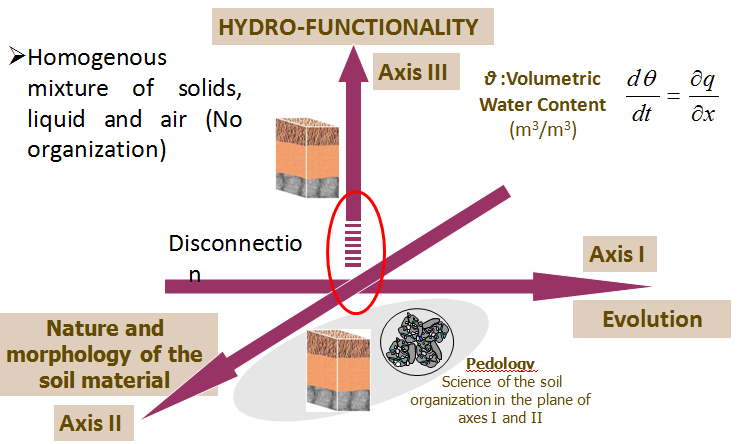 HYDRO-FUNCTIONALITY
➢Homogenous
mixture of solids,
liquid and air (No
organization)
Axis III
ϑ :Volumetric
Water Content
(m³/m³)
dθ/dt = ∂q/∂x
Disconnectio
n
Axis I
Evolution
Nature and
morphology of the
soil material
Axis II
Pedology
Science of the soil
organization in the plane of
axes I and II